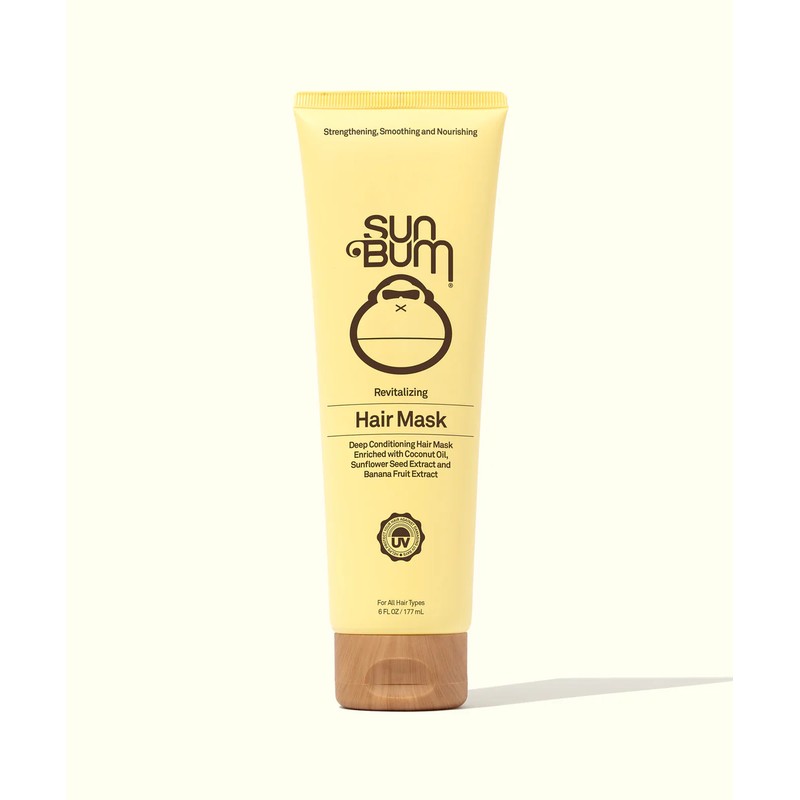 Strengthening, Smoothing and Nourishing
Sun
Bum
®
Revitalizing
Hair Mask
Deep Conditioning Hair Mask
Enriched with Coconut Oil,
Sunflower Seed Extract and
Banana Fruit Extract
UV
For All Hair Types
6 FL OZ / 177 mL